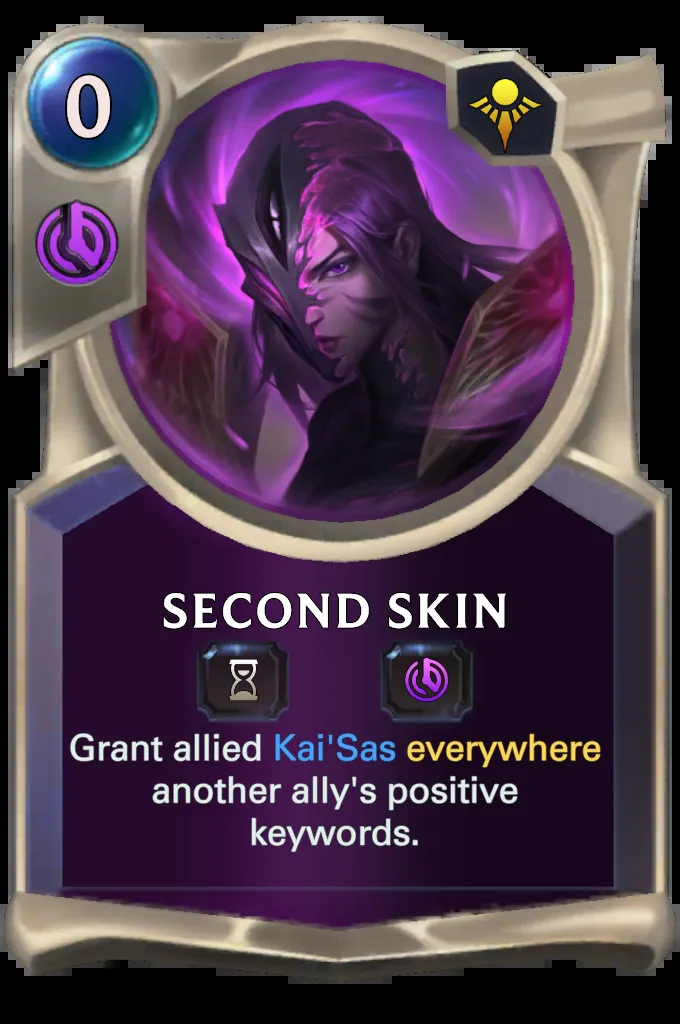 0
SECOND SKIN
Grant allied Kai'Sas everywhere
another ally's positive
keywords.